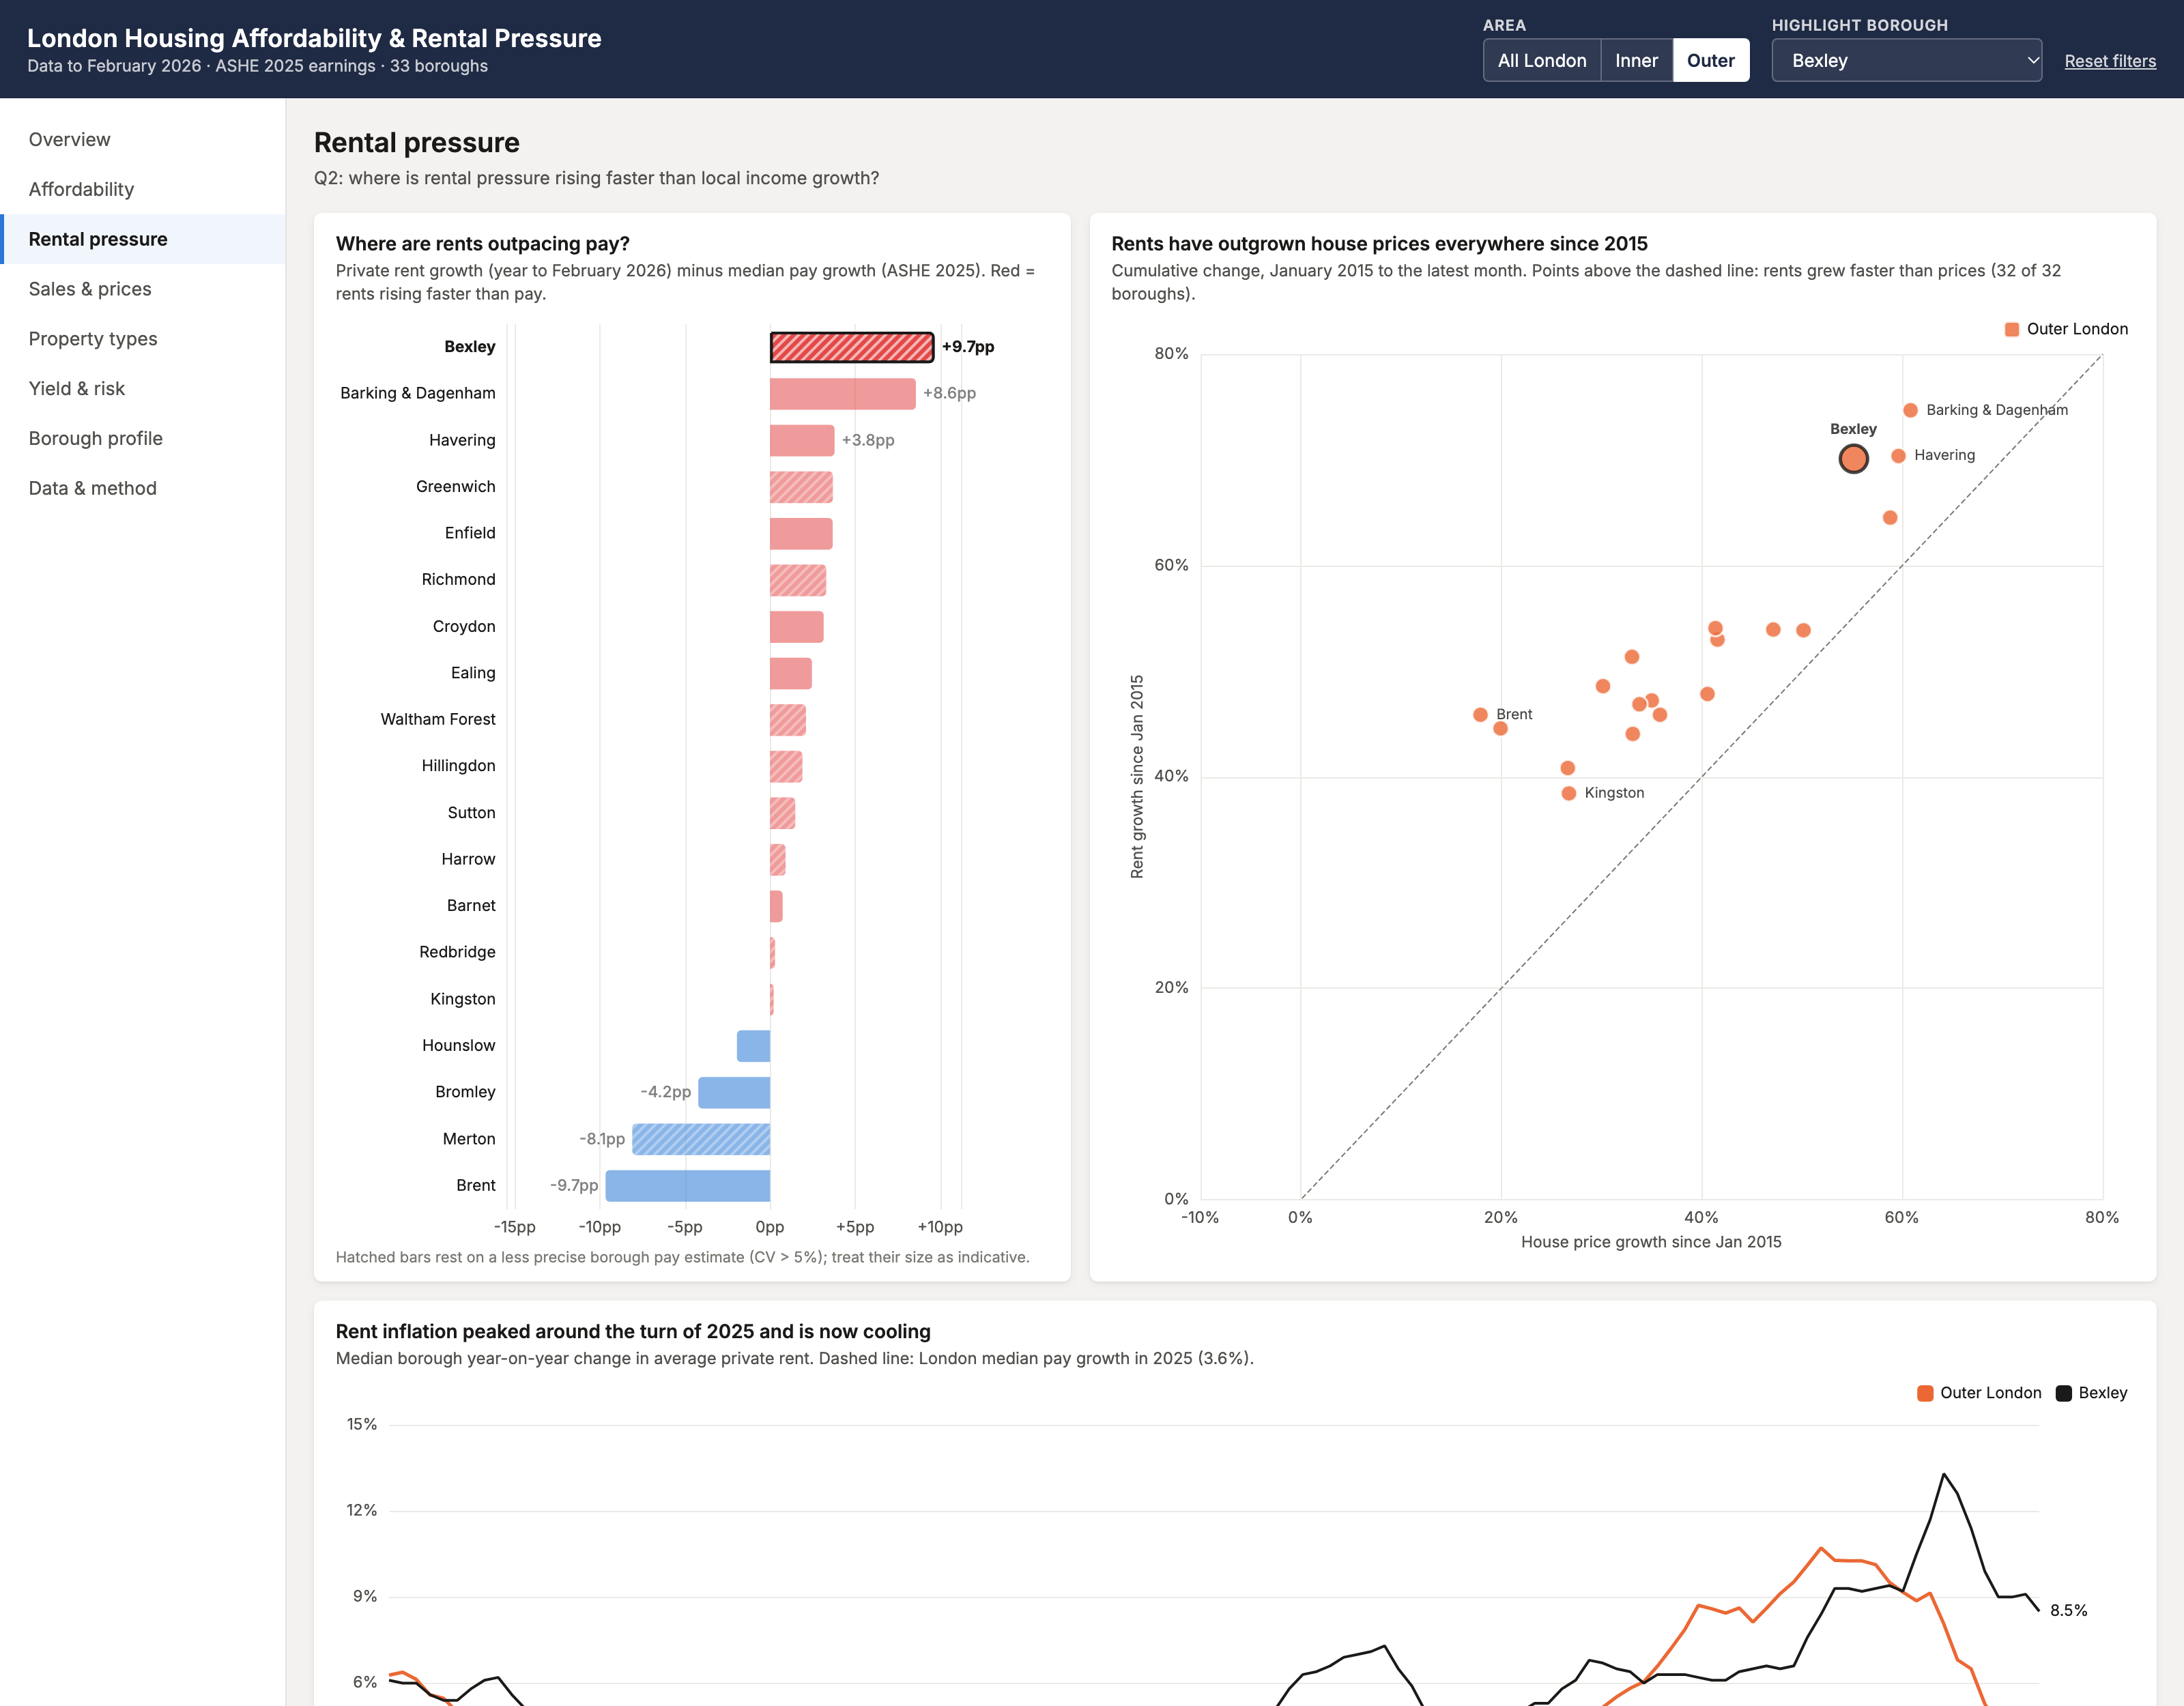 London Housing Affordability & Rental Pressure
Data to February 2026 · ASHE 2025 earnings · 33 boroughs
AREA
All London
Inner
Outer
HIGHLIGHT BOROUGH
Bexley
Reset filters
Overview
Affordability
Rental pressure
Sales & prices
Property types
Yield & risk
Borough profile
Data & method
Rental pressure
Q2: where is rental pressure rising faster than local income growth?
Where are rents outpacing pay?
Private rent growth (year to February 2026) minus median pay growth (ASHE 2025). Red =
rents rising faster than pay.
Bexley +9.7pp
Barking & Dagenham +8.6pp
Havering +3.8pp
Greenwich
Enfield
Richmond
Croydon
Ealing
Waltham Forest
Hillingdon
Sutton
Harrow
Barnet
Redbridge
Kingston
Hounslow
Bromley -4.2pp
Merton -8.1pp
Brent -9.7pp
-15pp -10pp -5pp 0pp +5pp +10pp
Hatched bars rest on a less precise borough pay estimate (CV > 5%); treat their size as indicative.
Rents have outgrown house prices everywhere since 2015
Cumulative change, January 2015 to the latest month. Points above the dashed line: rents grew faster than prices (32 of 32
boroughs).
Outer London
80%
Barking & Dagenham
Bexley
Havering
60%
Rent growth since Jan 2015
Brent
40%
Kingston
20%
0%
-10% 0% 20% 40% 60% 80%
House price growth since Jan 2015
Rent inflation peaked around the turn of 2025 and is now cooling
Median borough year-on-year change in average private rent. Dashed line: London median pay growth in 2025 (3.6%).
Outer London Bexley
15%
12%
9%
8.5%
6%